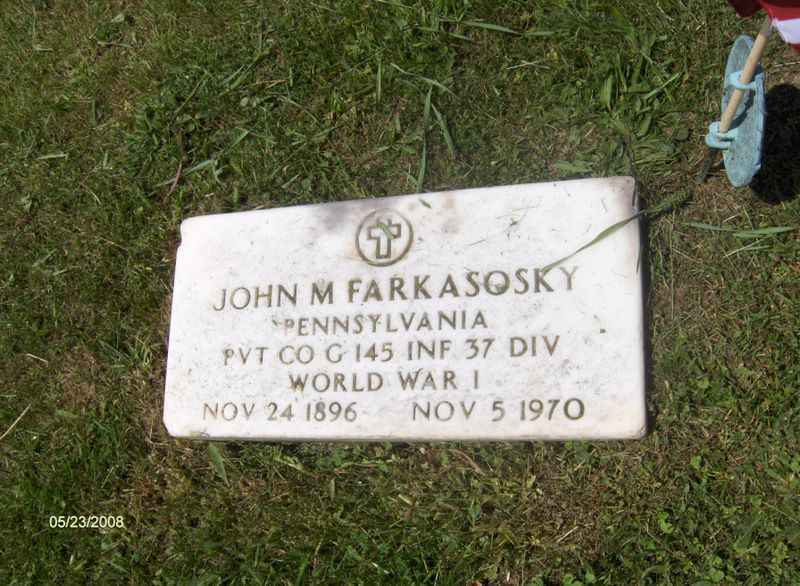 JOHN M FARKASOSKY
PENNSYLVANIA
PVT CO G 145 INF 37 DIV
WORLD WAR I
NOV 24 1896 NOV 5 1970
05/23/2008